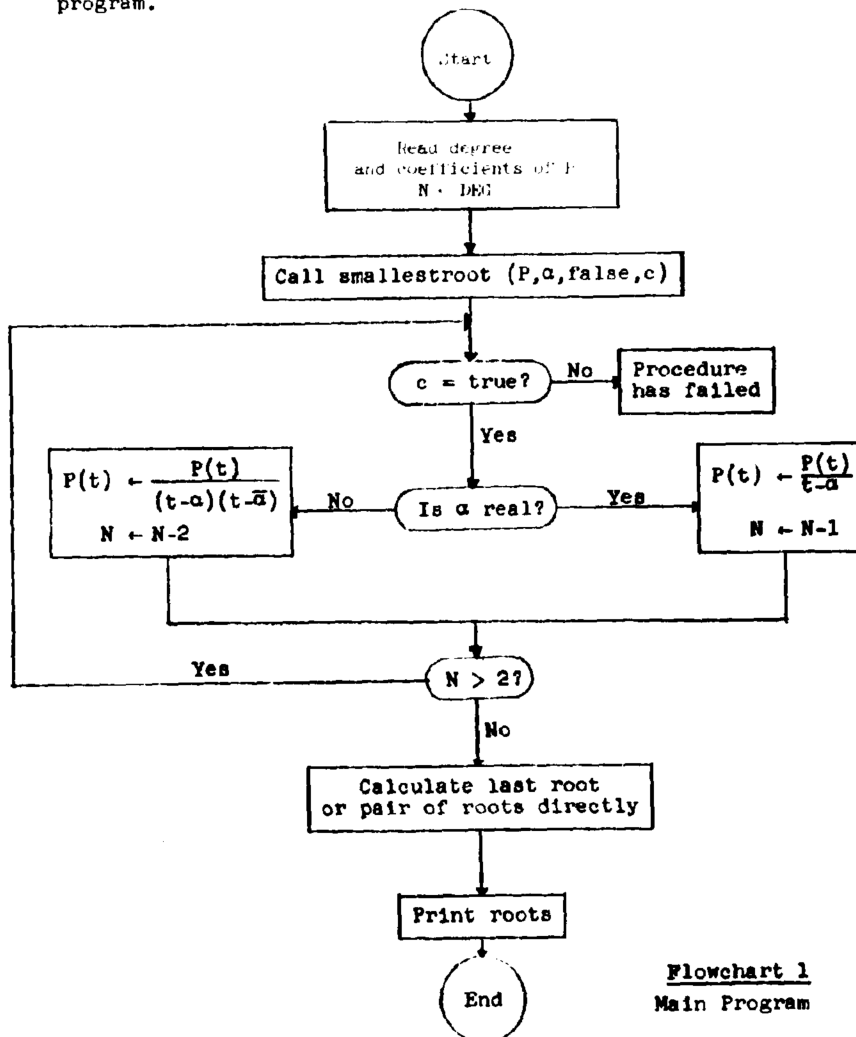 program.
Start
Read degree
and coefficients of P
N ← DEG
Call smallestroot (P,α,false,c)
c = true?
No
Procedure
has failed
Yes
P(t) ← P(t) / (t-α)(t-ᾱ)
N ← N-2
No
Is α real?
Yes
P(t) ← P(t) / t-α
N ← N-1
Yes
N > 2?
No
Calculate last root
or pair of roots directly
Print roots
End
Flowchart 1
Main Program